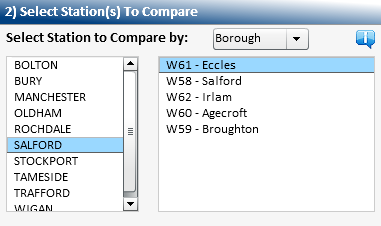 2) Select Station(s) To Compare
Select Station to Compare by: Borough
BOLTON
BURY
MANCHESTER
OLDHAM
ROCHDALE
SALFORD
STOCKPORT
TAMESIDE
TRAFFORD
WIGAN
W61 - Eccles
W58 - Salford
W62 - Irlam
W60 - Agecroft
W59 - Broughton